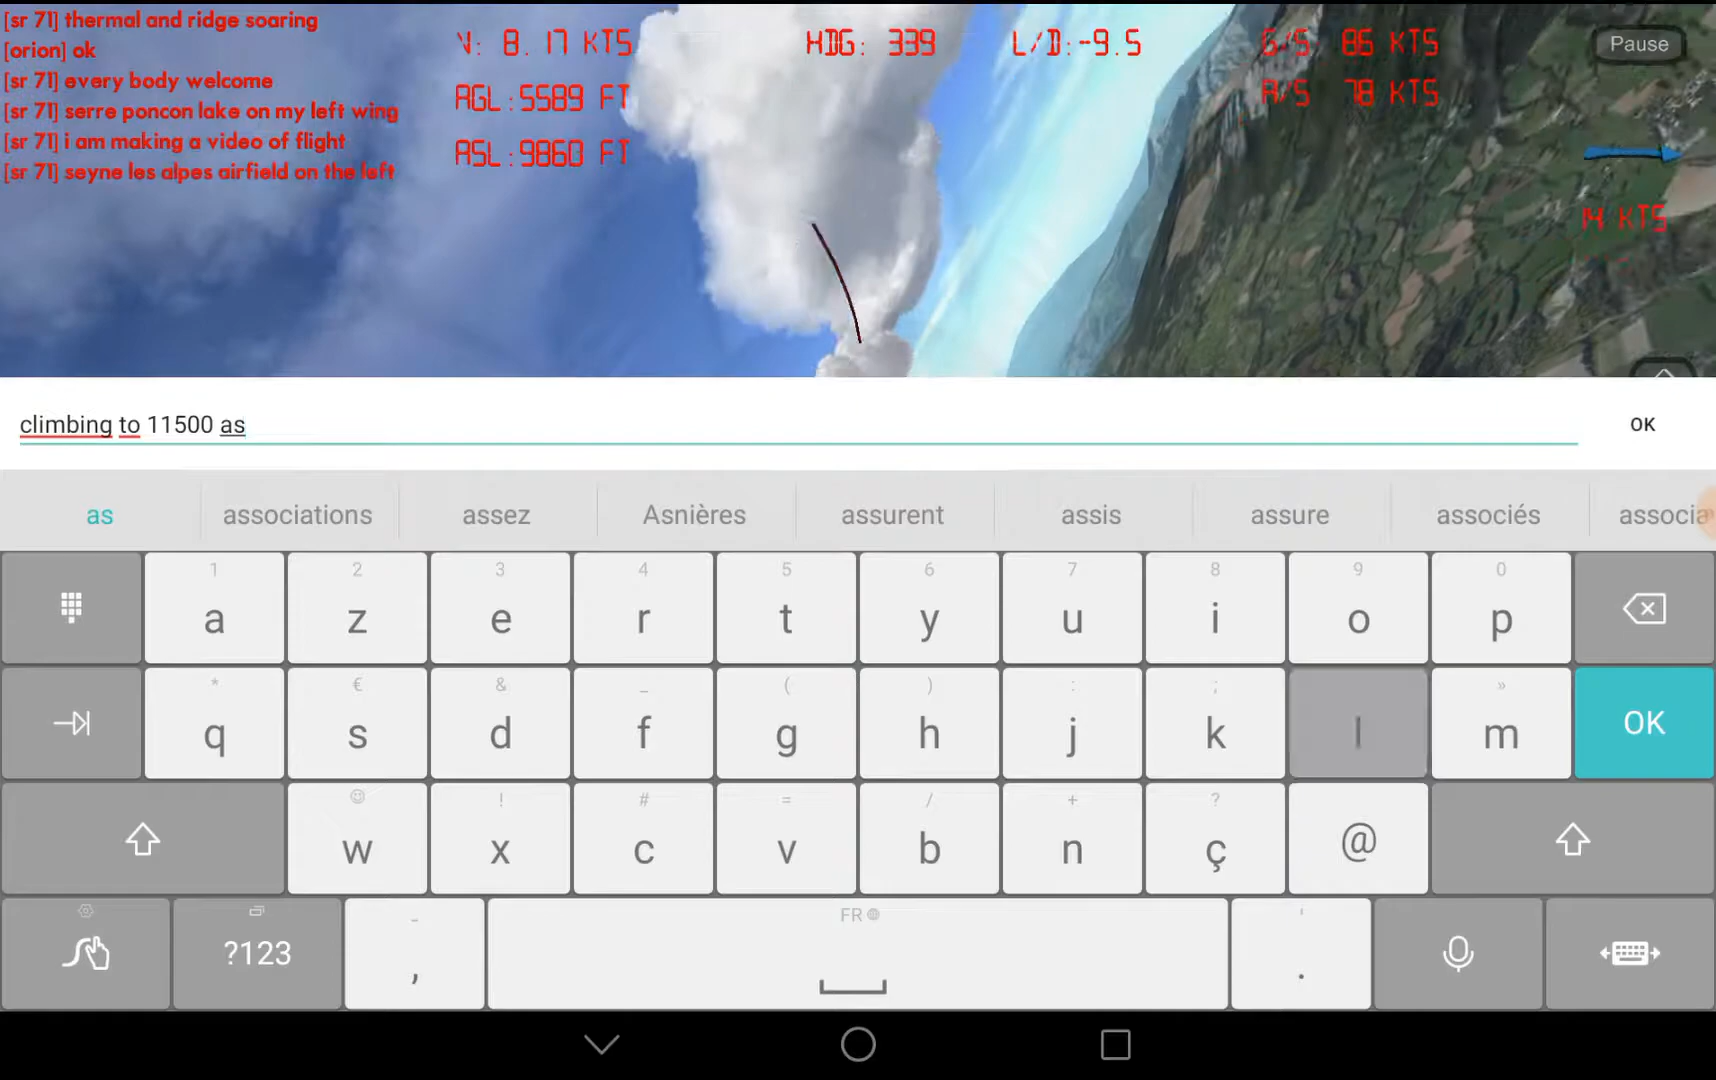 [sr 71] thermal and ridge soaring
[orion] ok
[sr 71] every body welcome
[sr 71] serre poncon lake on my left wing
[sr 71] i am making a video of flight
[sr 71] seyne les alpes airfield on the left
V: 8.17 KTS
AGL:5589 FT
ASL:9860 FT
HDG: 339
L/D:-9.5
G/S 86 KTS
A/S 78 KTS
Pause
14 KTS
climbing to 11500 as
OK
as associations assez Asnières assurent assis assure associés associa
1 2 3 4 5 6 7 8 9 0
a z e r t y u i o p
* € & _ ( ) : ; »
q s d f g h j k l m OK
! # = / + ?
w x c v b n ç @
FR
?123 , - . '